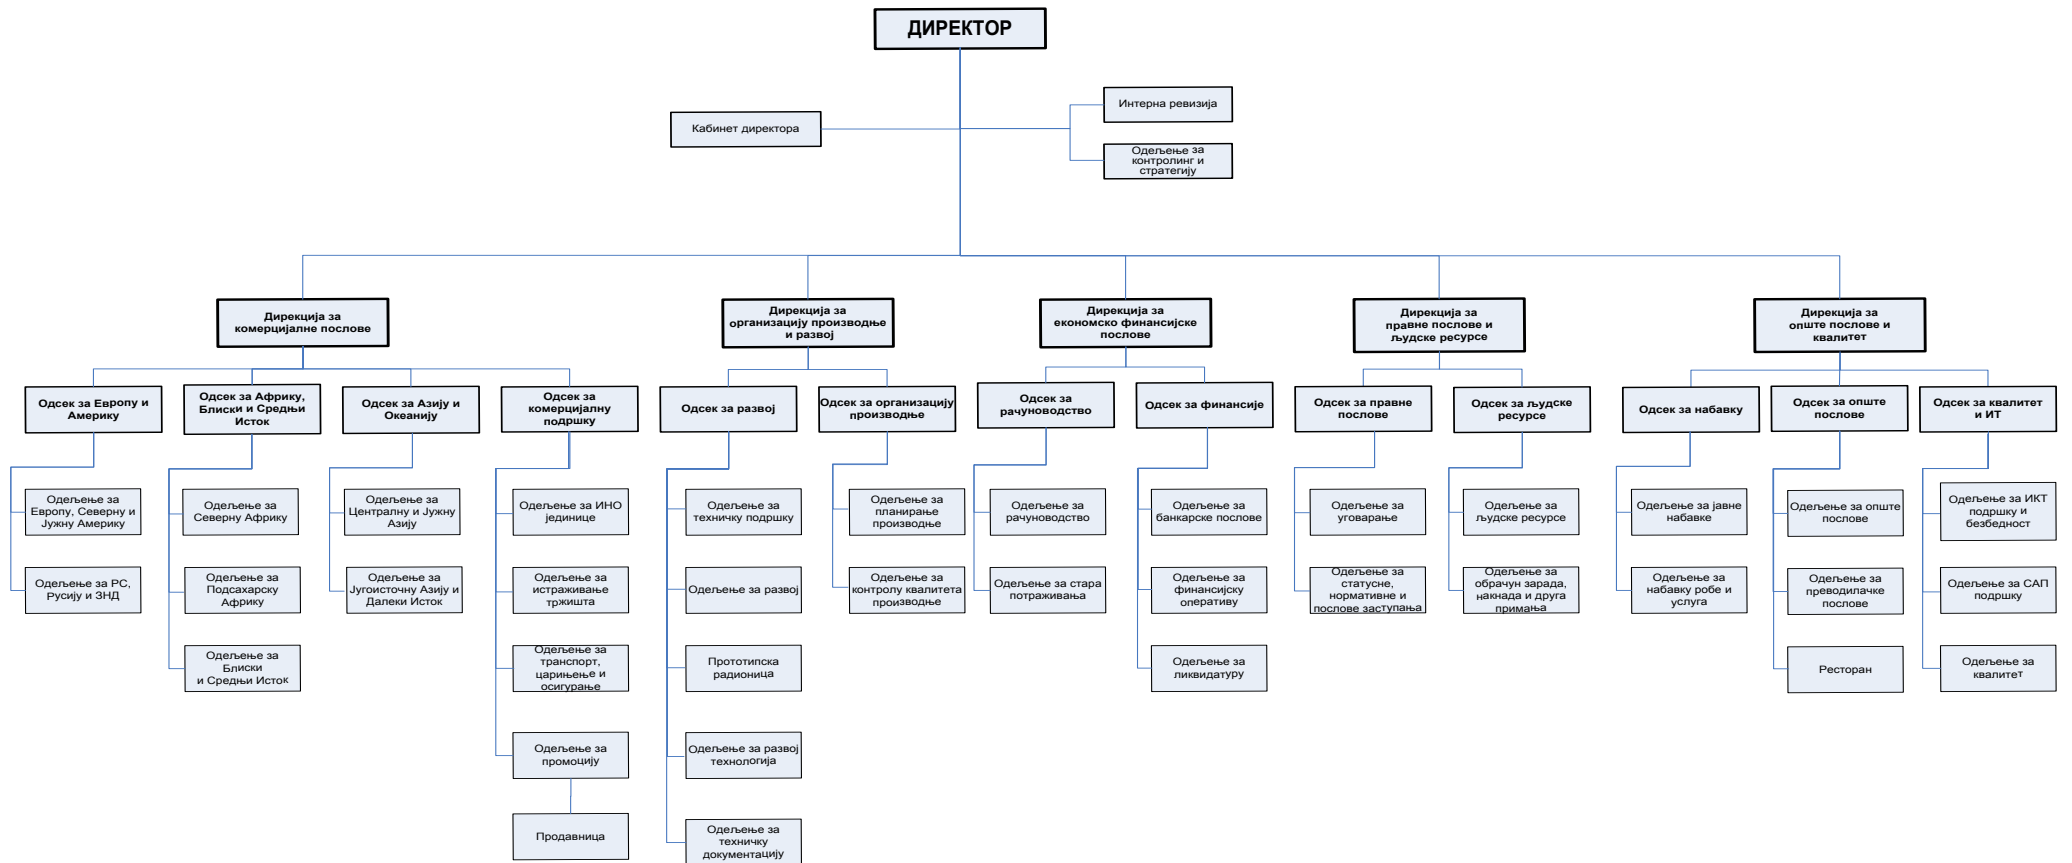 ДИРЕКТОР
Интерна ревизија
Кабинет директора
Одељење за
контролинг и
стратегију
Дирекција за
комерцијалне послове
Дирекција за
организацију производње
и развој
Дирекција за
економско финансијске
послове
Дирекција за
правне послове и
људске ресурсе
Дирекција за
опште послове и
квалитет
Одсек за Европу и
Америку
Одсек за Африку,
Блиски и Средњи
Исток
Одсек за Азију и
Океанију
Одсек за
комерцијалну
подршку
Одсек за развој
Одсек за организацију
производње
Одсек за
рачуноводство
Одсек за финансије
Одсек за правне
послове
Одсек за људске
ресурсе
Одсек за набавку
Одсек за опште
послове
Одсек за квалитет
и ИТ
Одељење за
Европу, Северну и
Јужну Америку
Одељење за
Северну Африку
Одељење за
Централну и Јужну
Азију
Одељење за ИНО
јединице
Одељење за
техничку подршку
Одељење за
планирање
производње
Одељење за
рачуноводство
Одељење за
банкарске послове
Одељење за
уговарање
Одељење за
људске ресурсе
Одељење за јавне
набавке
Одељење за опште
послове
Одељење за ИКТ
подршку и
безбедност
Одељење за РС,
Русију и ЗНД
Одељење за
Подсахарску
Африку
Одељење за
Југоисточну Азију и
Далеки Исток
Одељење за
истраживање
тржишта
Одељење за развој
Одељење за
контролу квалитета
производње
Одељење за стара
потраживања
Одељење за
финансијску
оперативу
Одељење за
статусне,
нормативне и
послове заступања
Одељење за
обрачун зарада,
накнада и друга
примања
Одељење за
набавку робе и
услуга
Одељење за
преводилачке
послове
Одељење за САП
подршку
Одељење за
Блиски
и Средњи Исток
Одељење за
транспорт,
царињење и
осигурање
Прототипска
радионица
Одељење за
ликвидатуру
Ресторан
Одељење за
квалитет
Одељење за
промоцију
Одељење за развој
технологија
Продавница
Одељење за
техничку
документацију